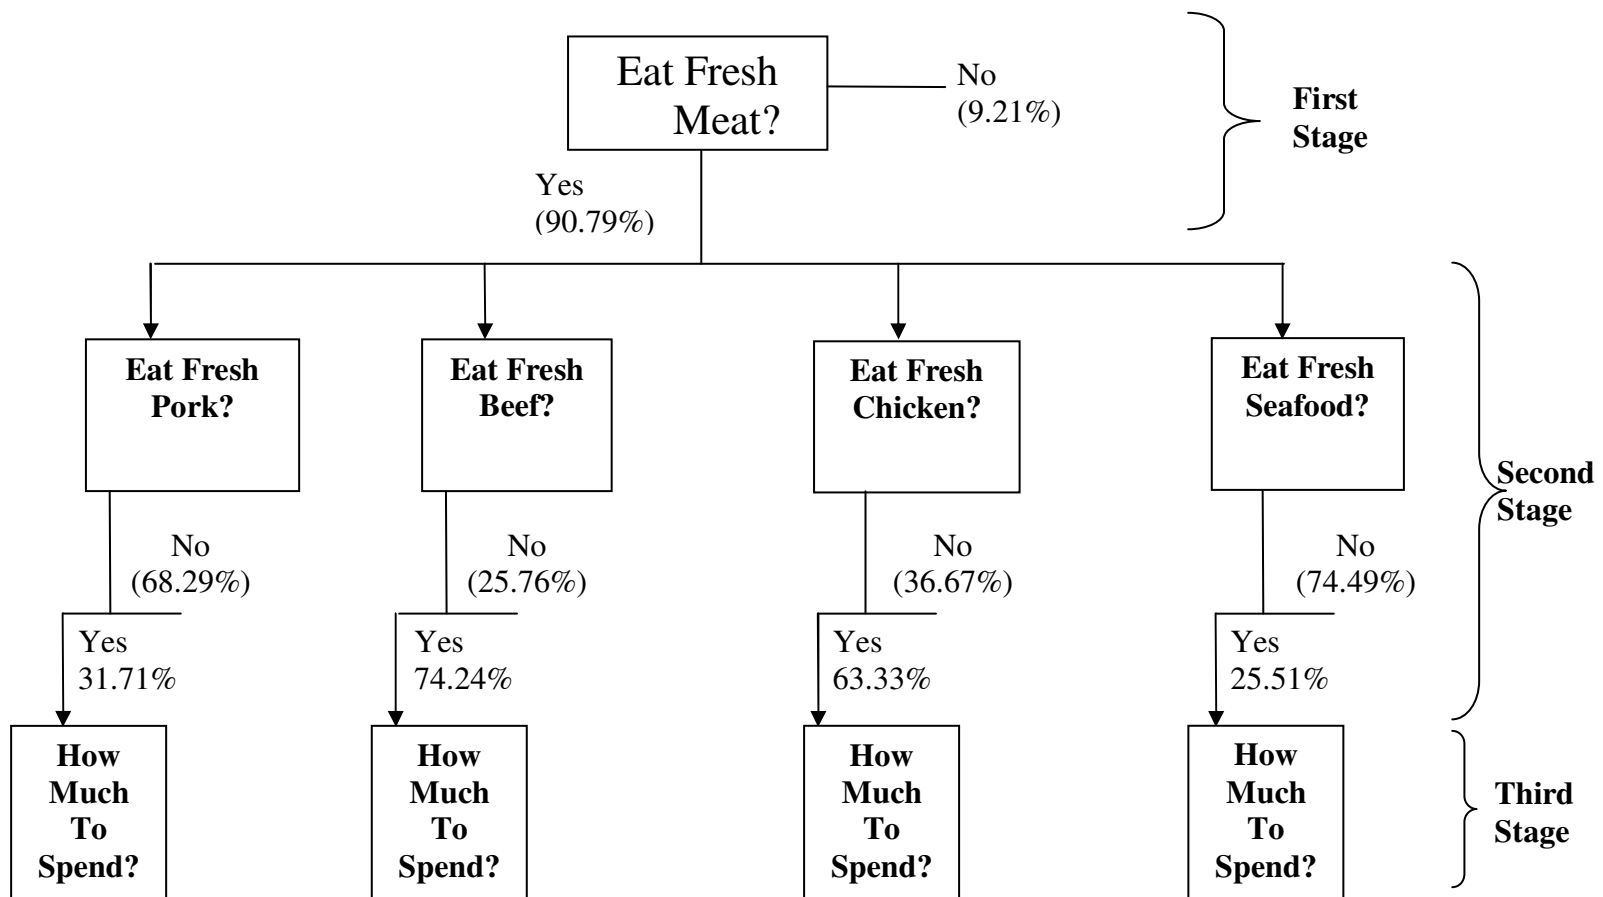 Eat Fresh
Meat?
No
(9.21%)
First
Stage
Yes
(90.79%)
Eat Fresh
Pork?
Eat Fresh
Beef?
Eat Fresh
Chicken?
Eat Fresh
Seafood?
Second
Stage
No
(68.29%)
No
(25.76%)
No
(36.67%)
No
(74.49%)
Yes
31.71%
Yes
74.24%
Yes
63.33%
Yes
25.51%
How
Much
To
Spend?
How
Much
To
Spend?
How
Much
To
Spend?
How
Much
To
Spend?
Third
Stage